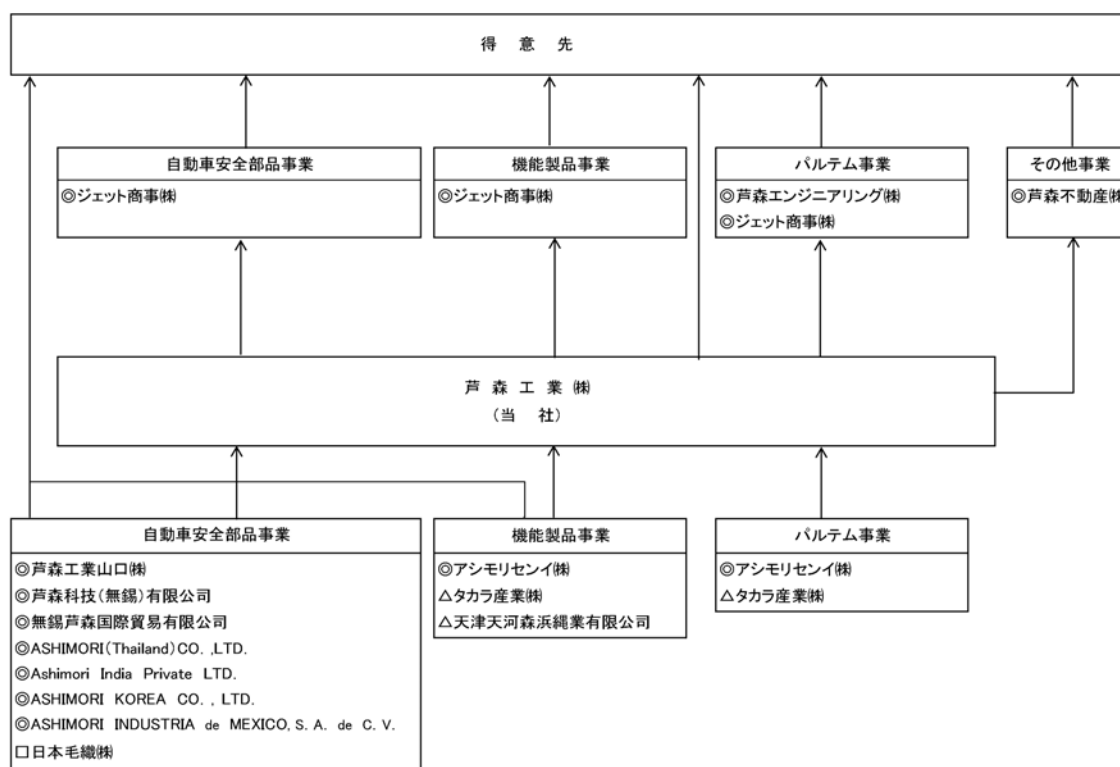 得 意 先
自動車安全部品事業
◎ジェット商事㈱
機能製品事業
◎ジェット商事㈱
パルテム事業
◎芦森エンジニアリング㈱
◎ジェット商事㈱
その他事業
◎芦森不動産㈱
芦 森 工 業 ㈱
（当 社）
自動車安全部品事業
◎芦森工業山口㈱
◎芦森科技（無錫）有限公司
◎無錫芦森国際貿易有限公司
◎ASHIMORI（Thailand）CO．，LTD．
◎Ashimori India Private LTD．
◎ASHIMORI KOREA CO．，LTD．
◎ASHIMORI INDUSTRIA de MEXICO，S．A． de C．V．
□日本毛織㈱
機能製品事業
◎アシモリセンイ㈱
△タカラ産業㈱
△天津天河森浜縄業有限公司
パルテム事業
◎アシモリセンイ㈱
△タカラ産業㈱